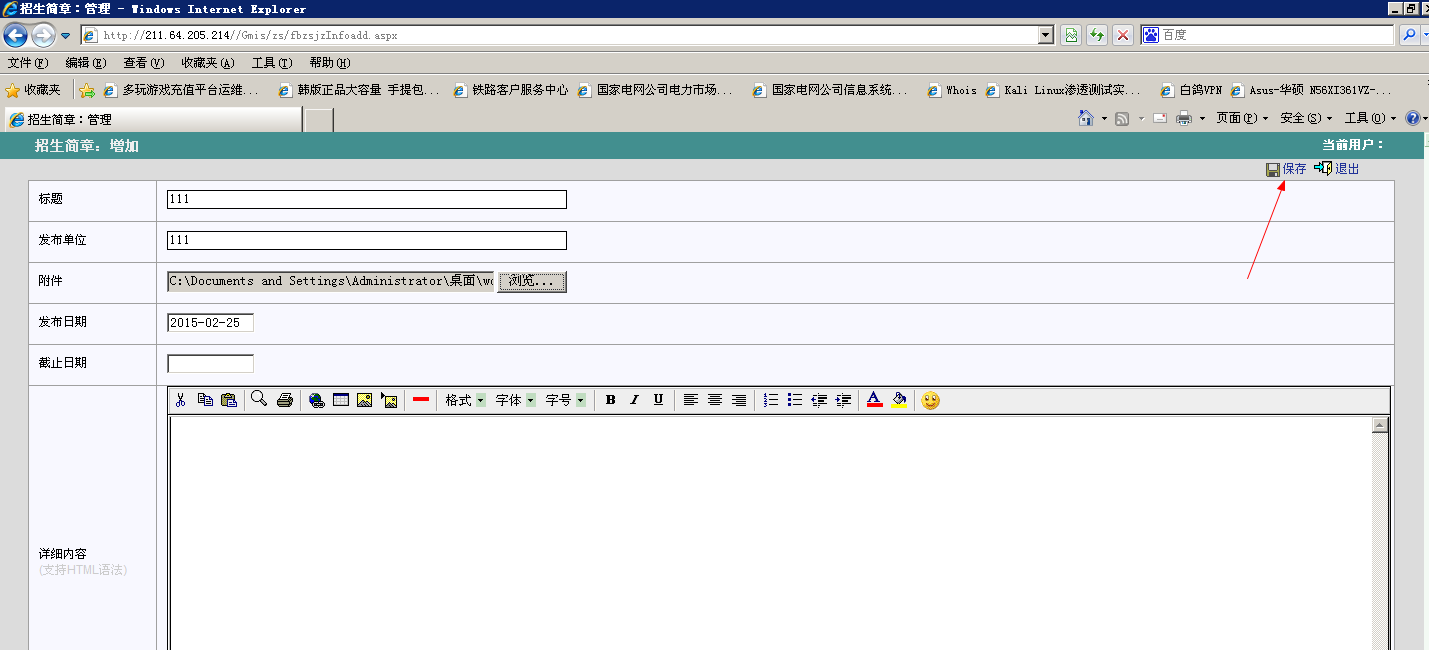 招生简章：管理 - Windows Internet Explorer
http://211.64.205.214//Gmis/zs/fbzsjzInfoadd.aspx
百度
文件(F) 编辑(E) 查看(V) 收藏夹(A) 工具(T) 帮助(H)
收藏夹 多玩游戏充值平台运维... 韩版正品大容量 手提包... 铁路客户服务中心 国家电网公司电力市场... 国家电网公司信息系统... Whois Kali Linux渗透测试实... 白鸽VPN Asus-华硕 N56XI361VZ-...
招生简章：管理
页面(P) 安全(S) 工具(O)
招生简章：增加 当前用户：
保存 退出
标题 111
发布单位 111
附件 C:\Documents and Settings\Administrator\桌面\wo 浏览...
发布日期 2015-02-25
截止日期
格式 字体 字号 B I U A
详细内容
(支持HTML语法)